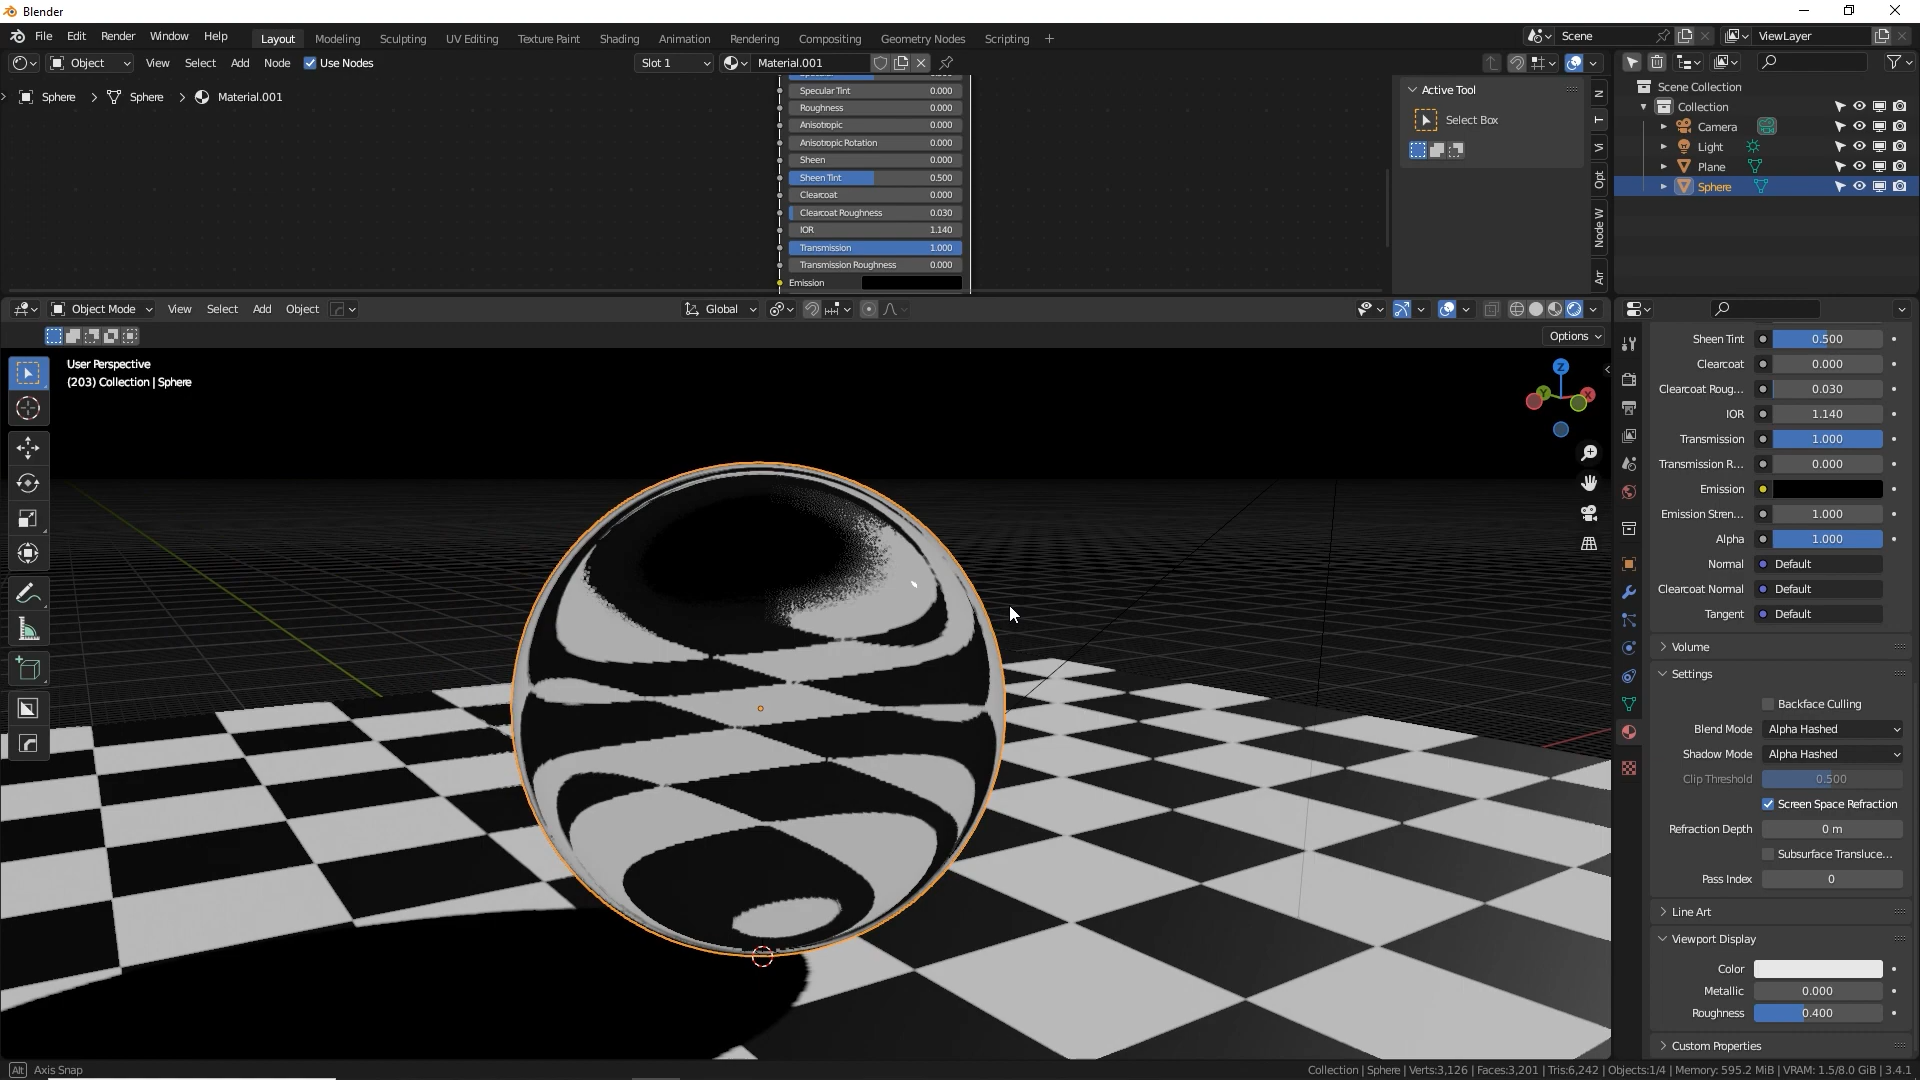 Blender
File Edit Render Window Help Layout Modeling Sculpting UV Editing Texture Paint Shading Animation Rendering Compositing Geometry Nodes Scripting + Scene ViewLayer
Object View Select Add Node Use Nodes Slot 1 Material.001
Sphere > Sphere > Material.001
Specular Tint 0.000
Roughness 0.000
Anisotropic 0.000
Anisotropic Rotation 0.000
Sheen 0.000
Sheen Tint 0.500
Clearcoat 0.000
Clearcoat Roughness 0.030
IOR 1.140
Transmission 1.000
Transmission Roughness 0.000
Emission
Active Tool
Select Box
N
T
Vi
Opt
Node W
Arr
Scene Collection
Collection
Camera
Light
Plane
Sphere
Object Mode View Select Add Object Global
Options
User Perspective
(203) Collection | Sphere
Z
Y
X
Sheen Tint 0.500
Clearcoat 0.000
Clearcoat Roug... 0.030
IOR 1.140
Transmission 1.000
Transmission R... 0.000
Emission
Emission Stren... 1.000
Alpha 1.000
Normal Default
Clearcoat Normal Default
Tangent Default
Volume
Settings
Backface Culling
Blend Mode Alpha Hashed
Shadow Mode Alpha Hashed
Clip Threshold 0.500
Screen Space Refraction
Refraction Depth 0 m
Subsurface Transluce...
Pass Index 0
Line Art
Viewport Display
Color
Metallic 0.000
Roughness 0.400
Custom Properties
Alt Axis Snap
Collection | Sphere | Verts:3,126 | Faces:3,201 | Tris:6,242 | Objects:1/4 | Memory: 595.2 MiB | VRAM: 1.5/8.0 GiB | 3.4.1